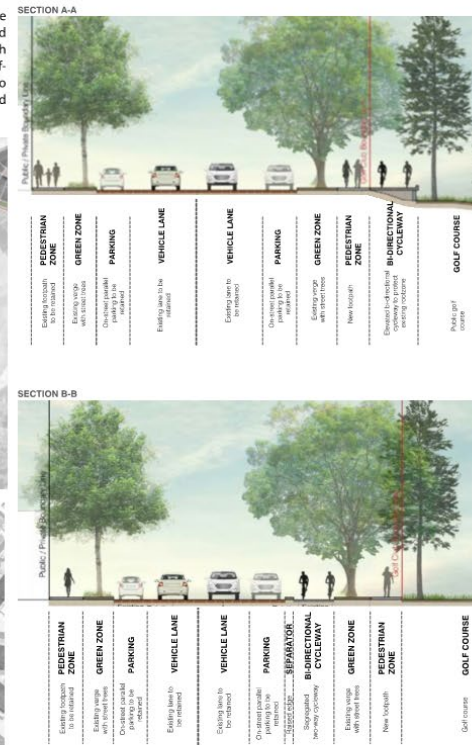 SECTION A-A
Public / Private Boundary Line
PEDESTRIAN
ZONE
Existing footpath
to be retained
GREEN ZONE
Existing verge
with street trees
PARKING
On-street parallel
parking to be
retained
VEHICLE LANE
Existing lane to be
retained
VEHICLE LANE
Existing lane to
be retained
PARKING
On-street parallel
parking to be
retained
GREEN ZONE
Existing verge
with street trees
PEDESTRIAN
ZONE
New footpath
BI-DIRECTIONAL
CYCLEWAY
Elevated bi-directional
cycleway to protect
existing rootzone
GOLF COURSE
Public golf
course
SECTION B-B
Public / Private Boundary Line
PEDESTRIAN
ZONE
Existing footpath
to be retained
GREEN ZONE
Existing verge
with street trees
PARKING
On-street parallel
parking to be
retained
VEHICLE LANE
Existing lane to
be retained
VEHICLE LANE
Existing lane to
be retained
PARKING
On-street parallel
parking to be
retained
SEPARATOR
Raised edge
BI-DIRECTIONAL
CYCLEWAY
Segregated
two-way cycleway
GREEN ZONE
Existing verge
with street trees
PEDESTRIAN
ZONE
New footpath
GOLF COURSE
Golf course